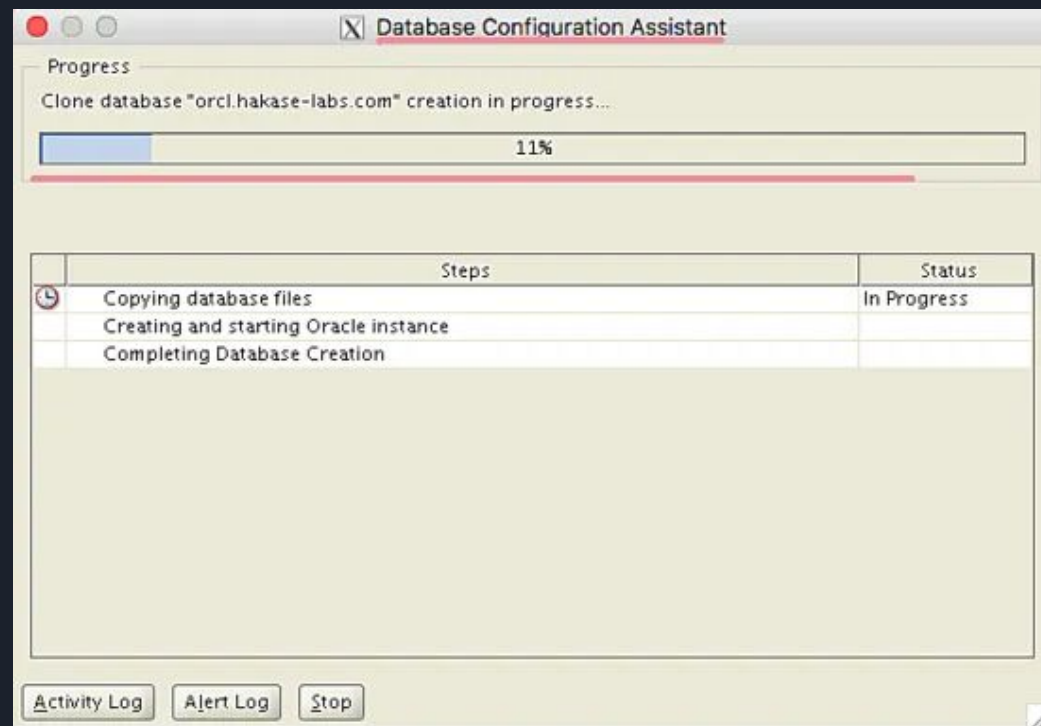 Database Configuration Assistant
Progress
Clone database "orcl.hakase-labs.com" creation in progress...
11%
Steps Status
Copying database files In Progress
Creating and starting Oracle instance
Completing Database Creation
Activity Log Alert Log Stop